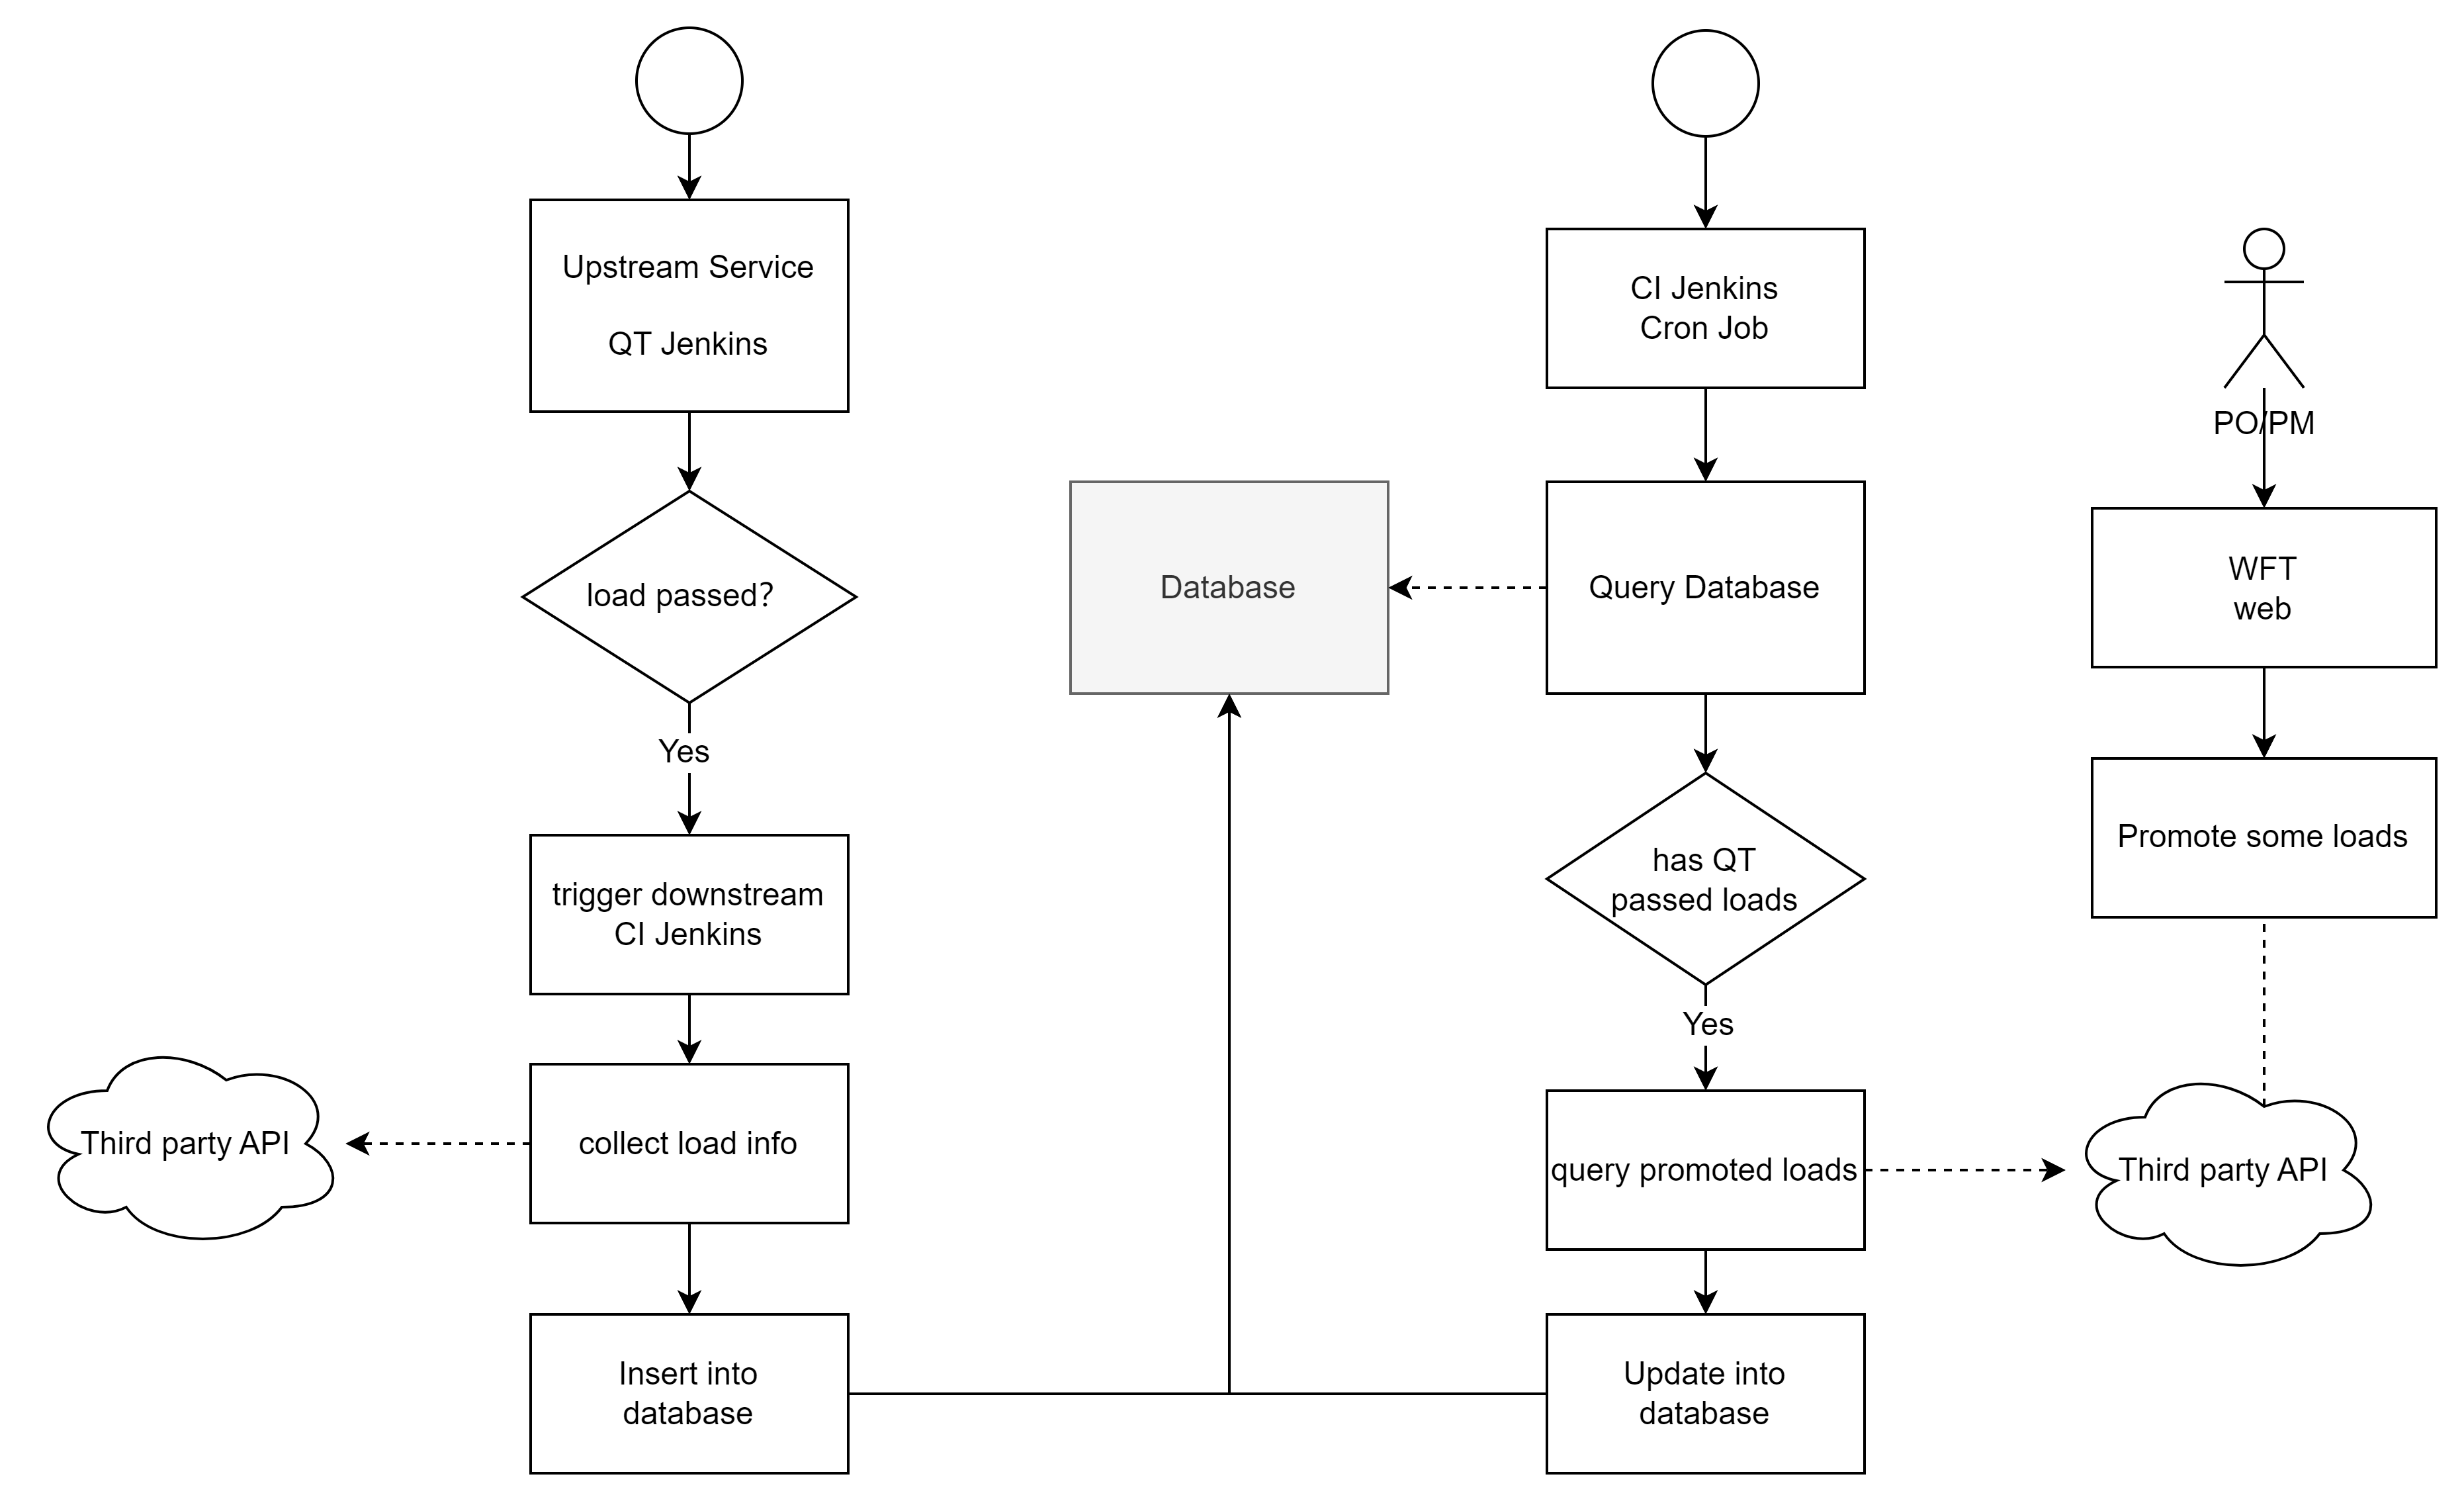 Upstream Service
QT Jenkins
load passed?
Yes
trigger downstream
CI Jenkins
Third party API
collect load info
Insert into
database
Database
CI Jenkins
Cron Job
Query Database
has QT
passed loads
Yes
query promoted loads
Update into
database
PO/PM
WFT
web
Promote some loads
Third party API